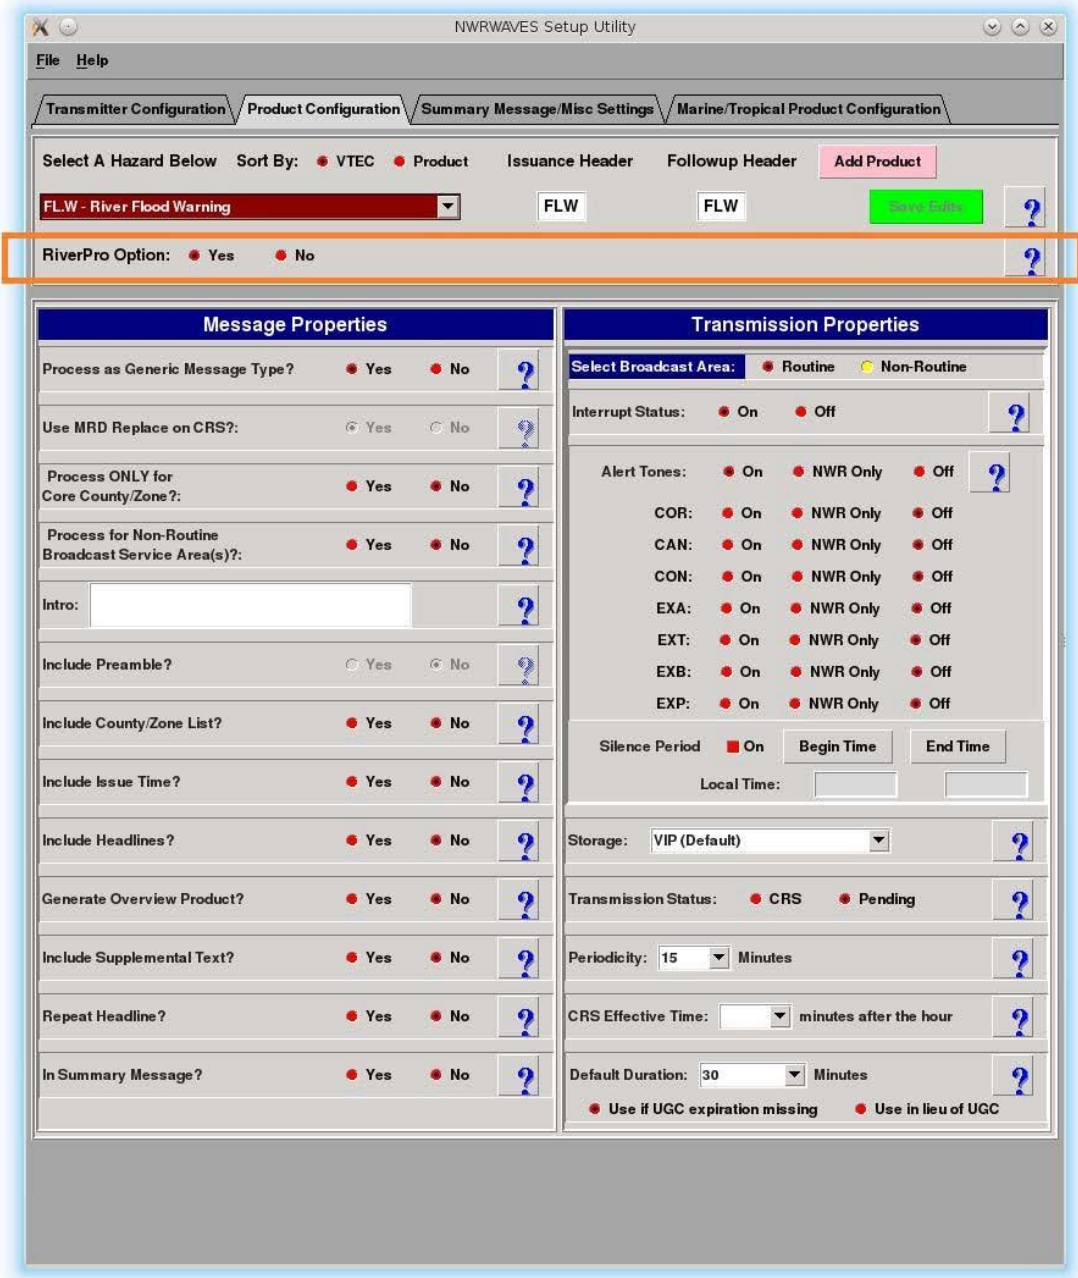 NWRWAVES Setup Utility
File Help
Transmitter Configuration Product Configuration Summary Message/Misc Settings Marine/Tropical Product Configuration
Select A Hazard Below Sort By: VTEC Product Issuance Header Followup Header Add Product
FL.W - River Flood Warning FLW FLW Save Edits ?
RiverPro Option: Yes No ?
Message Properties
Process as Generic Message Type? Yes No ?
Use MRD Replace on CRS?: Yes No ?
Process ONLY for
Core County/Zone?: Yes No ?
Process for Non-Routine
Broadcast Service Area(s)?: Yes No ?
Intro: ?
Include Preamble? Yes No ?
Include County/Zone List? Yes No ?
Include Issue Time? Yes No ?
Include Headlines? Yes No ?
Generate Overview Product? Yes No ?
Include Supplemental Text? Yes No ?
Repeat Headline? Yes No ?
In Summary Message? Yes No ?
Transmission Properties
Select Broadcast Area: Routine Non-Routine
Interrupt Status: On Off ?
Alert Tones: On NWR Only Off ?
COR: On NWR Only Off
CAN: On NWR Only Off
CON: On NWR Only Off
EXA: On NWR Only Off
EXT: On NWR Only Off
EXB: On NWR Only Off
EXP: On NWR Only Off
Silence Period On Begin Time End Time
Local Time:
Storage: VIP (Default) ?
Transmission Status: CRS Pending ?
Periodicity: 15 Minutes ?
CRS Effective Time: minutes after the hour ?
Default Duration: 30 Minutes ?
Use if UGC expiration missing Use in lieu of UGC